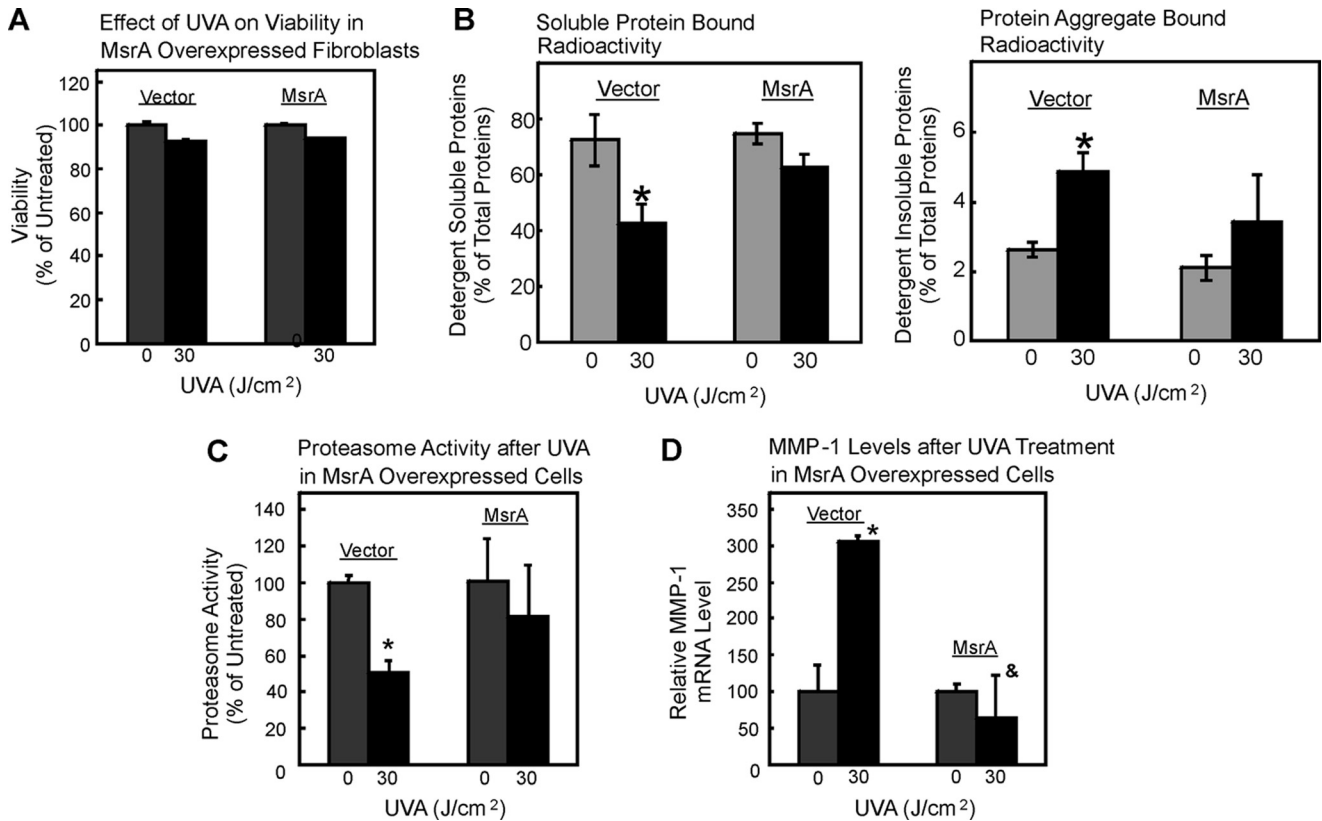 A
Effect of UVA on Viability in
MsrA Overexpressed Fibroblasts
Viability
(% of Untreated)
120
100
80
60
40
20
0
Vector
MsrA
0 30 0 30
UVA (J/cm²)
B
Soluble Protein Bound
Radioactivity
Detergent Soluble Proteins
(% of Total Proteins)
80
60
40
20
0
Vector
MsrA
*
0 30 0 30
UVA (J/cm²)
Protein Aggregate Bound
Radioactivity
Detergent Insoluble Proteins
(% of Total Proteins)
6
4
2
0
Vector
MsrA
*
0 30 0 30
UVA (J/cm²)
C
Proteasome Activity after UVA
in MsrA Overexpressed Cells
Proteasome Activity
(% of Untreated)
140
120
100
80
60
40
20
0
Vector
MsrA
*
0 30 0 30
UVA (J/cm²)
D
MMP-1 Levels after UVA Treatment
in MsrA Overexpressed Cells
Relative MMP-1
mRNA Level
350
300
250
200
150
100
50
0
Vector
*
MsrA
&
0 30 0 30
UVA (J/cm²)